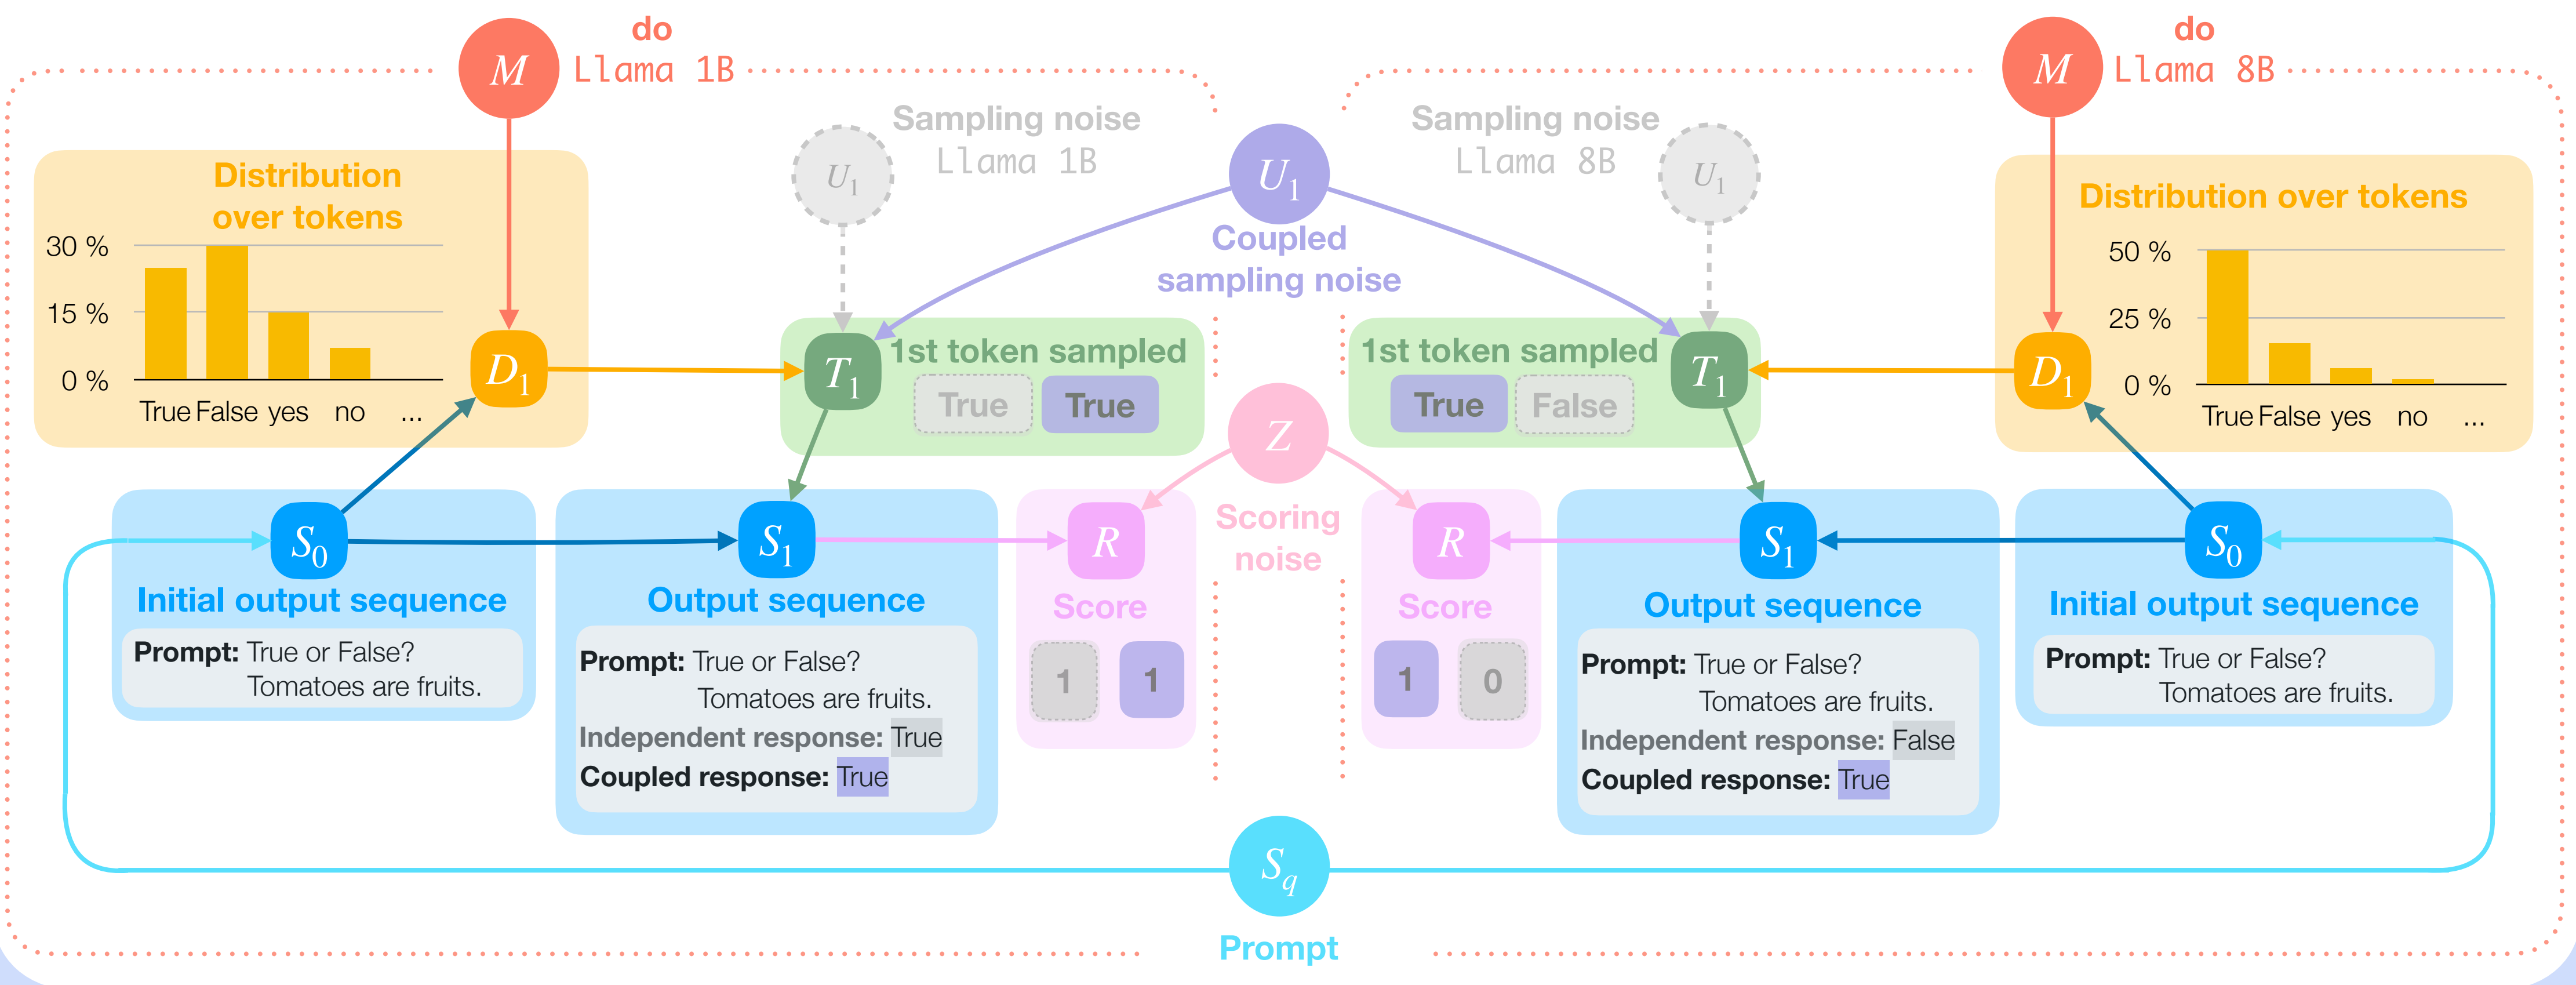 do
M
Llama 1B
do
M
Llama 8B
Sampling noise
Llama 1B
U₁
U₁
Coupled
sampling noise
Sampling noise
Llama 8B
U₁
Distribution
over tokens
30 %
15 %
0 %
True False yes no ...
D₁
T₁
1st token sampled
True True
1st token sampled
True False
T₁
Distribution over tokens
50 %
25 %
0 %
True False yes no ...
D₁
Z
Scoring
noise
S₀
Initial output sequence
Prompt: True or False?
Tomatoes are fruits.
S₁
Output sequence
Prompt: True or False?
Tomatoes are fruits.
Independent response: True
Coupled response: True
R
Score
1 1
R
Score
1 0
S₁
Output sequence
Prompt: True or False?
Tomatoes are fruits.
Independent response: False
Coupled response: True
S₀
Initial output sequence
Prompt: True or False?
Tomatoes are fruits.
S_q
Prompt